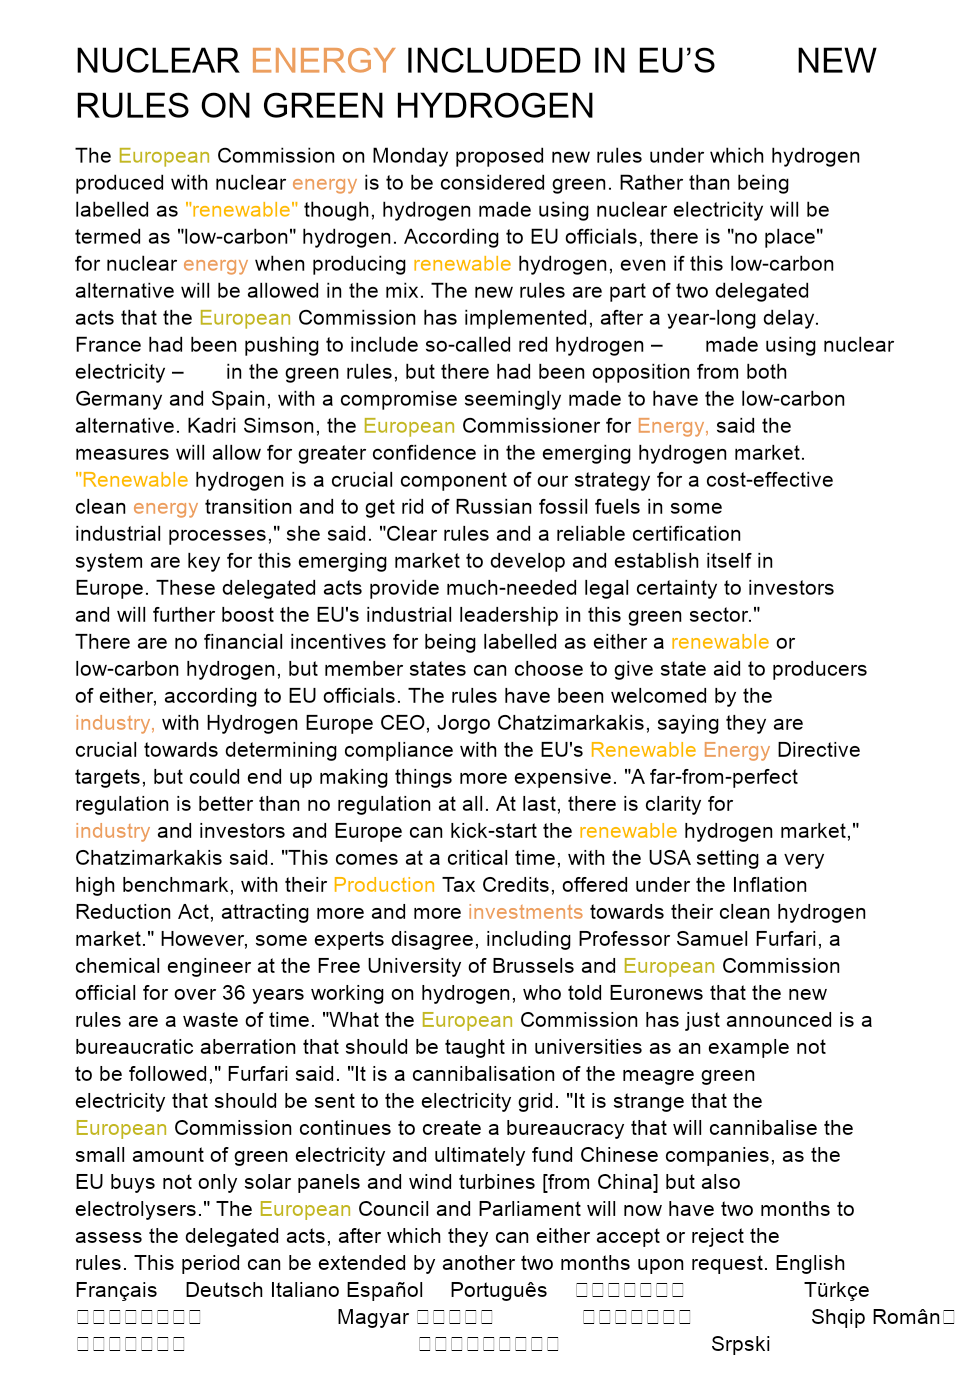 NUCLEAR ENERGY INCLUDED IN EU’S NEW
RULES ON GREEN HYDROGEN
The European Commission on Monday proposed new rules under which hydrogen
produced with nuclear energy is to be considered green. Rather than being
labelled as "renewable" though, hydrogen made using nuclear electricity will be
termed as "low-carbon" hydrogen. According to EU officials, there is "no place"
for nuclear energy when producing renewable hydrogen, even if this low-carbon
alternative will be allowed in the mix. The new rules are part of two delegated
acts that the European Commission has implemented, after a year-long delay.
France had been pushing to include so-called red hydrogen – made using nuclear
electricity – in the green rules, but there had been opposition from both
Germany and Spain, with a compromise seemingly made to have the low-carbon
alternative. Kadri Simson, the European Commissioner for Energy, said the
measures will allow for greater confidence in the emerging hydrogen market.
"Renewable hydrogen is a crucial component of our strategy for a cost-effective
clean energy transition and to get rid of Russian fossil fuels in some
industrial processes," she said. "Clear rules and a reliable certification
system are key for this emerging market to develop and establish itself in
Europe. These delegated acts provide much-needed legal certainty to investors
and will further boost the EU's industrial leadership in this green sector."
There are no financial incentives for being labelled as either a renewable or
low-carbon hydrogen, but member states can choose to give state aid to producers
of either, according to EU officials. The rules have been welcomed by the
industry, with Hydrogen Europe CEO, Jorgo Chatzimarkakis, saying they are
crucial towards determining compliance with the EU's Renewable Energy Directive
targets, but could end up making things more expensive. "A far-from-perfect
regulation is better than no regulation at all. At last, there is clarity for
industry and investors and Europe can kick-start the renewable hydrogen market,"
Chatzimarkakis said. "This comes at a critical time, with the USA setting a very
high benchmark, with their Production Tax Credits, offered under the Inflation
Reduction Act, attracting more and more investments towards their clean hydrogen
market." However, some experts disagree, including Professor Samuel Furfari, a
chemical engineer at the Free University of Brussels and European Commission
official for over 36 years working on hydrogen, who told Euronews that the new
rules are a waste of time. "What the European Commission has just announced is a
bureaucratic aberration that should be taught in universities as an example not
to be followed," Furfari said. "It is a cannibalisation of the meagre green
electricity that should be sent to the electricity grid. "It is strange that the
European Commission continues to create a bureaucracy that will cannibalise the
small amount of green electricity and ultimately fund Chinese companies, as the
EU buys not only solar panels and wind turbines [from China] but also
electrolysers." The European Council and Parliament will now have two months to
assess the delegated acts, after which they can either accept or reject the
rules. This period can be extended by another two months upon request. English
Français Deutsch Italiano Español Português Türkçe
Magyar Shqip Român
Srpski